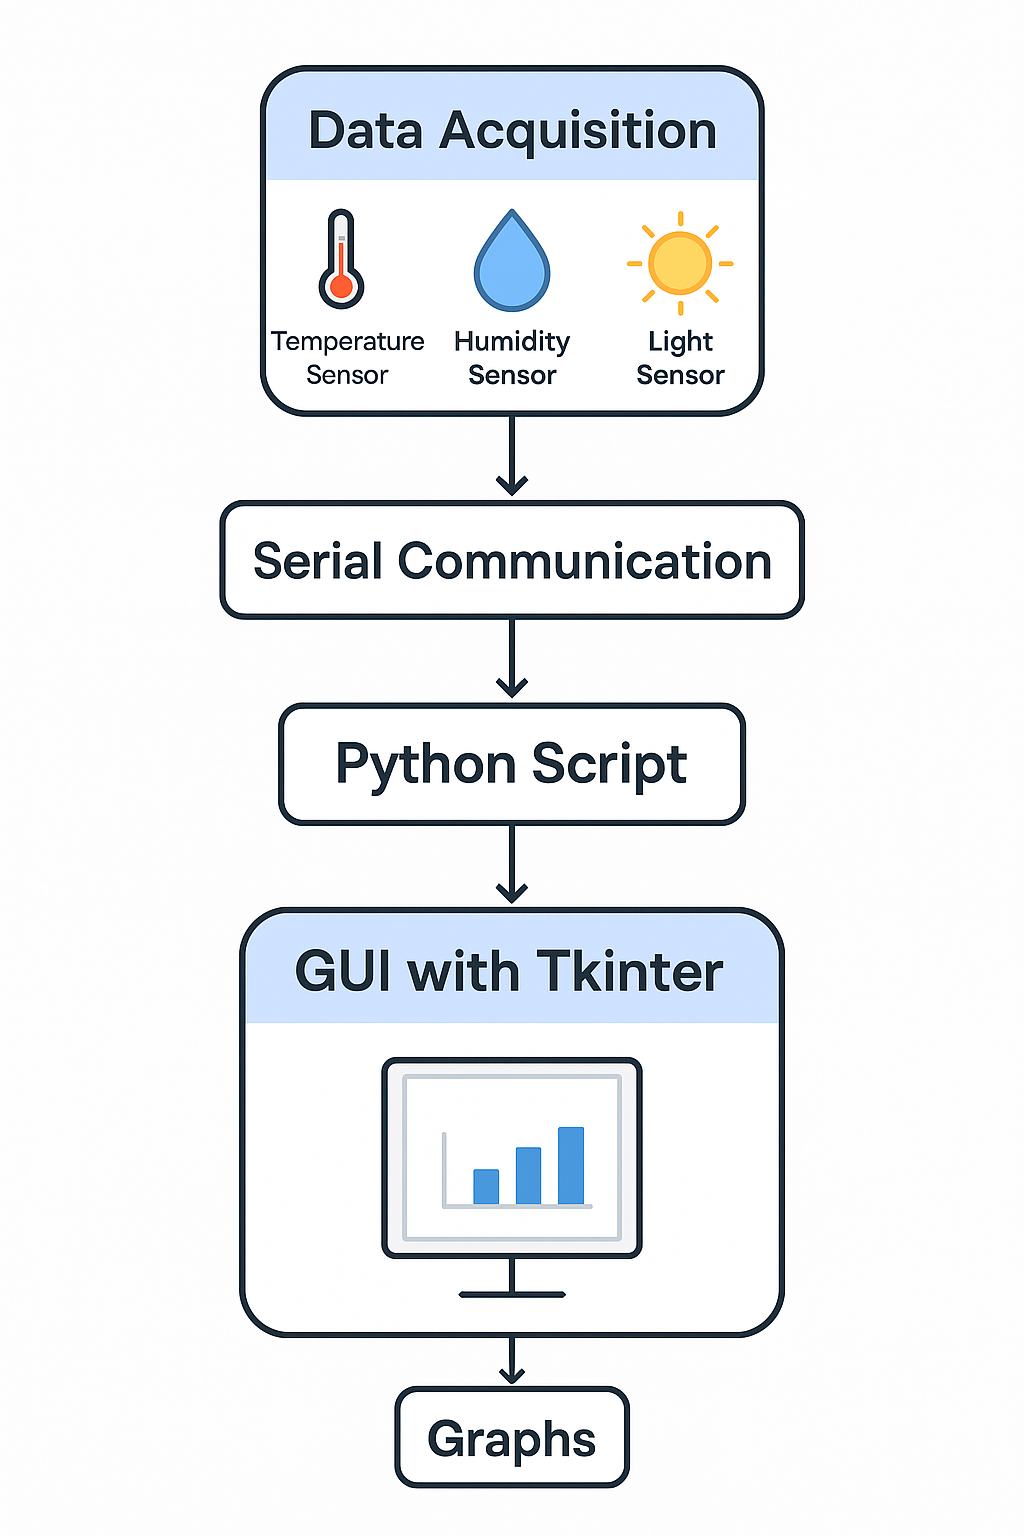 Data Acquisition
Temperature
Sensor
Humidity
Sensor
Light
Sensor
Serial Communication
Python Script
GUI with Tkinter
Graphs